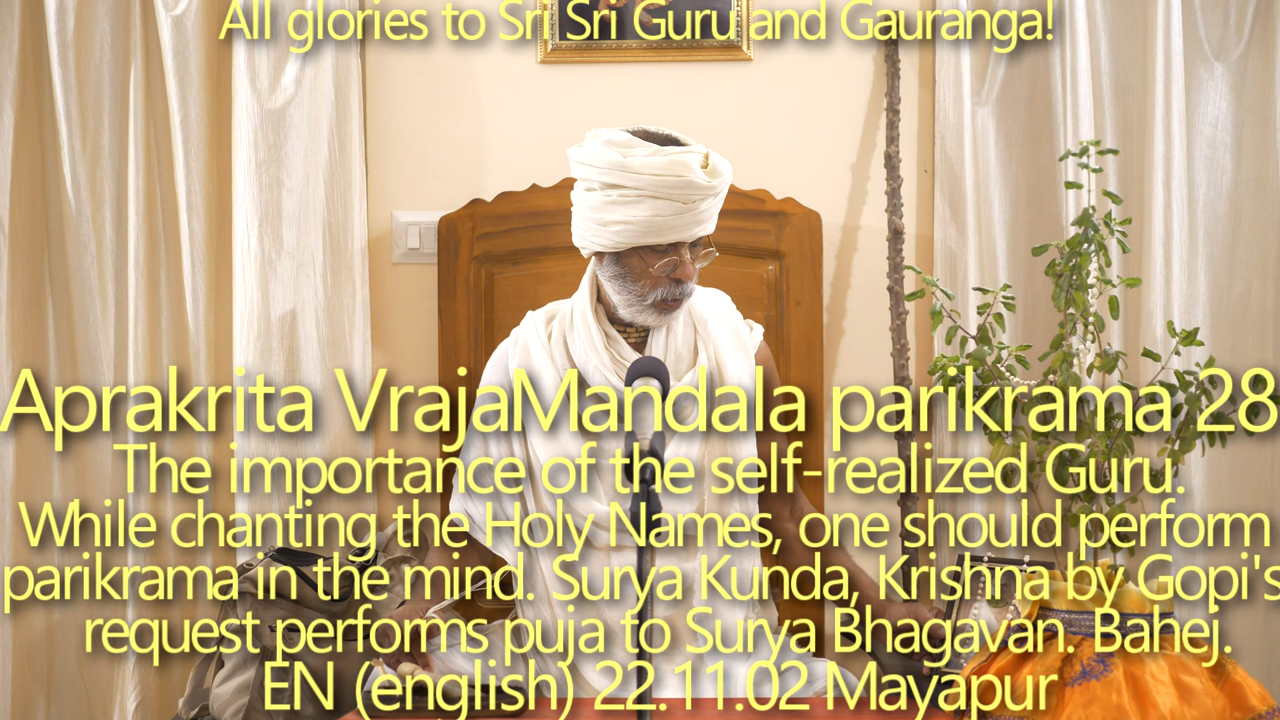 All glories to Sri Sri Guru and Gauranga!
Aprakrita VrajaMandala parikrama 28
The importance of the self-realized Guru.
While chanting the Holy Names, one should perform
parikrama in the mind. Surya Kunda, Krishna by Gopi's
request performs puja to Surya Bhagavan. Bahej.
EN (english) 22.11.02 Mayapur